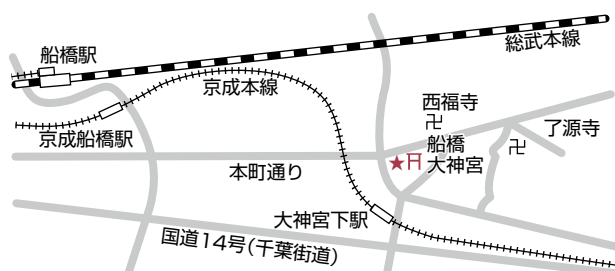 船橋駅
総武本線
京成本線
西福寺
卍
京成船橋駅
船橋
大神宮
了源寺
卍
本町通り
大神宮下駅
国道14号(千葉街道)